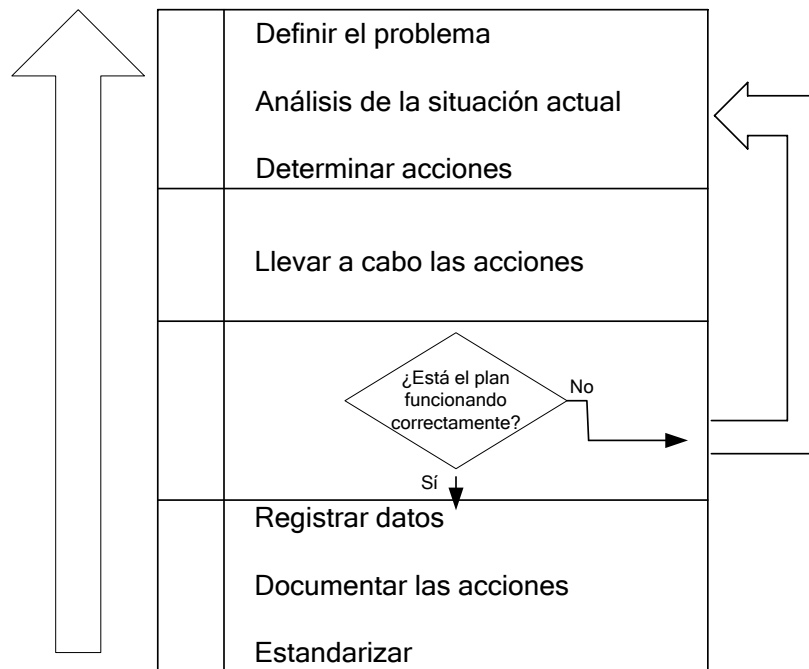 Definir el problema
Análisis de la situación actual
Determinar acciones
Llevar a cabo las acciones
¿Está el plan
funcionando
correctamente?
No
Sí
Registrar datos
Documentar las acciones
Estandarizar